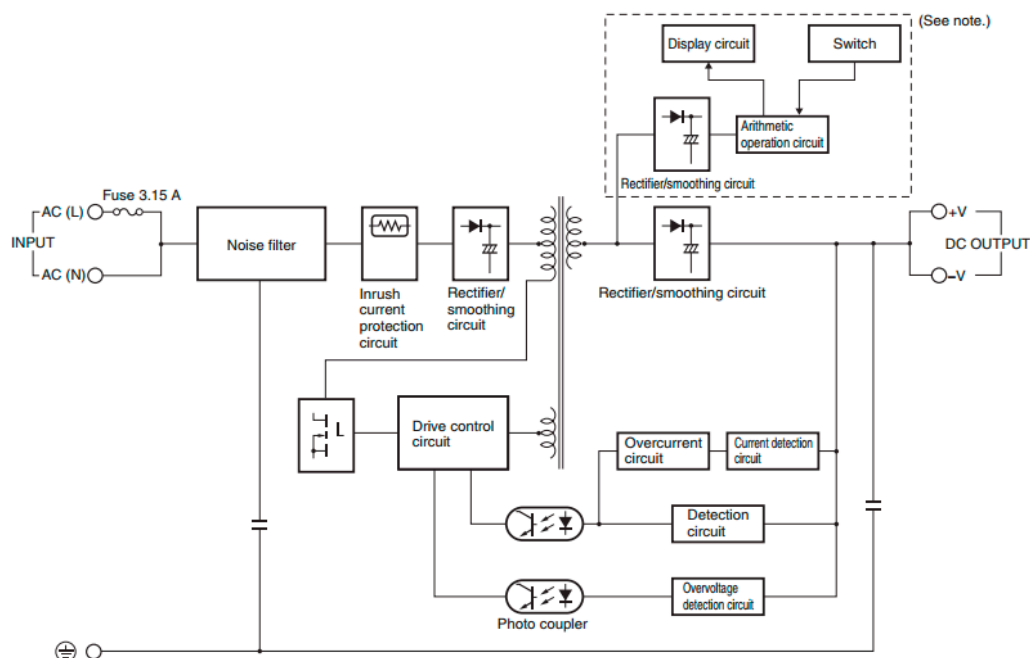 (See note.)
Display circuit
Switch
Arithmetic
operation circuit
Rectifier/smoothing circuit
Fuse 3.15 A
AC (L)
INPUT
AC (N)
Noise filter
Inrush
current
protection
circuit
Rectifier/
smoothing
circuit
Rectifier/smoothing circuit
+V
DC OUTPUT
–V
Drive control
circuit
Overcurrent
circuit
Current detection
circuit
Detection
circuit
Overvoltage
detection circuit
Photo coupler